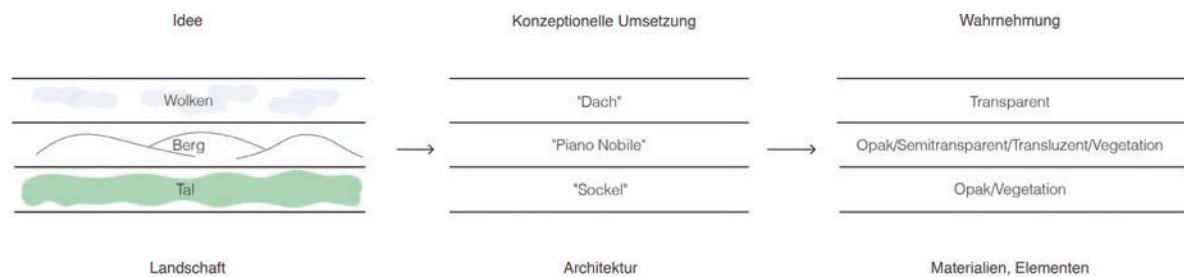 Idee
Konzeptionelle Umsetzung
Wahrnehmung
Wolken
"Dach"
Transparent
Berg
"Piano Nobile"
Opak/Semitransparent/Transluzent/Vegetation
Tal
"Sockel"
Opak/Vegetation
Landschaft
Architektur
Materialien, Elementen